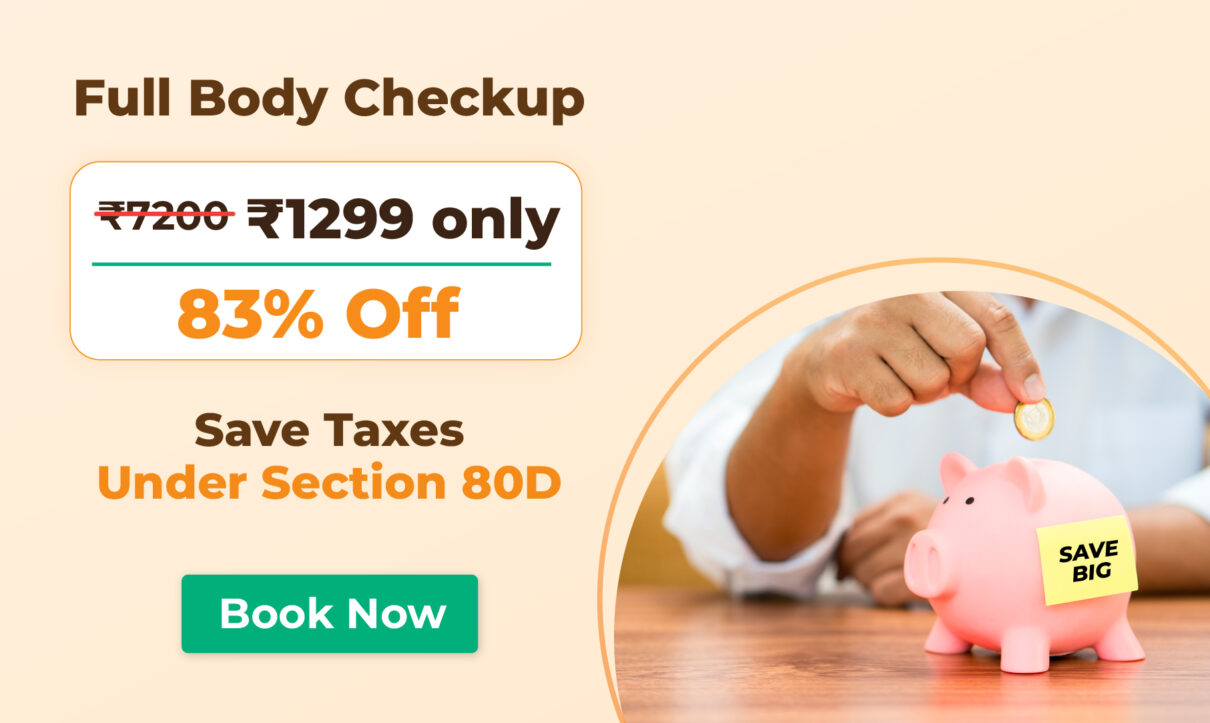 Full Body Checkup
₹7200 ₹1299 only
83% Off
Save Taxes
Under Section 80D
Book Now
SAVE
BIG